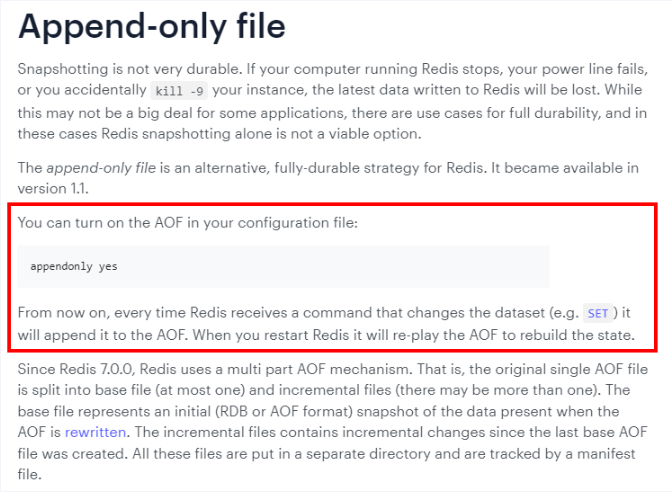 Append-only file
Snapshotting is not very durable. If your computer running Redis stops, your power line fails,
or you accidentally kill -9 your instance, the latest data written to Redis will be lost. While
this may not be a big deal for some applications, there are use cases for full durability, and in
these cases Redis snapshotting alone is not a viable option.
The append-only file is an alternative, fully-durable strategy for Redis. It became available in
version 1.1.
You can turn on the AOF in your configuration file:
appendonly yes
From now on, every time Redis receives a command that changes the dataset (e.g. SET) it
will append it to the AOF. When you restart Redis it will re-play the AOF to rebuild the state.
Since Redis 7.0.0, Redis uses a multi part AOF mechanism. That is, the original single AOF file
is split into base file (at most one) and incremental files (there may be more than one). The
base file represents an initial (RDB or AOF format) snapshot of the data present when the
AOF is rewritten. The incremental files contains incremental changes since the last base AOF
file was created. All these files are put in a separate directory and are tracked by a manifest
file.